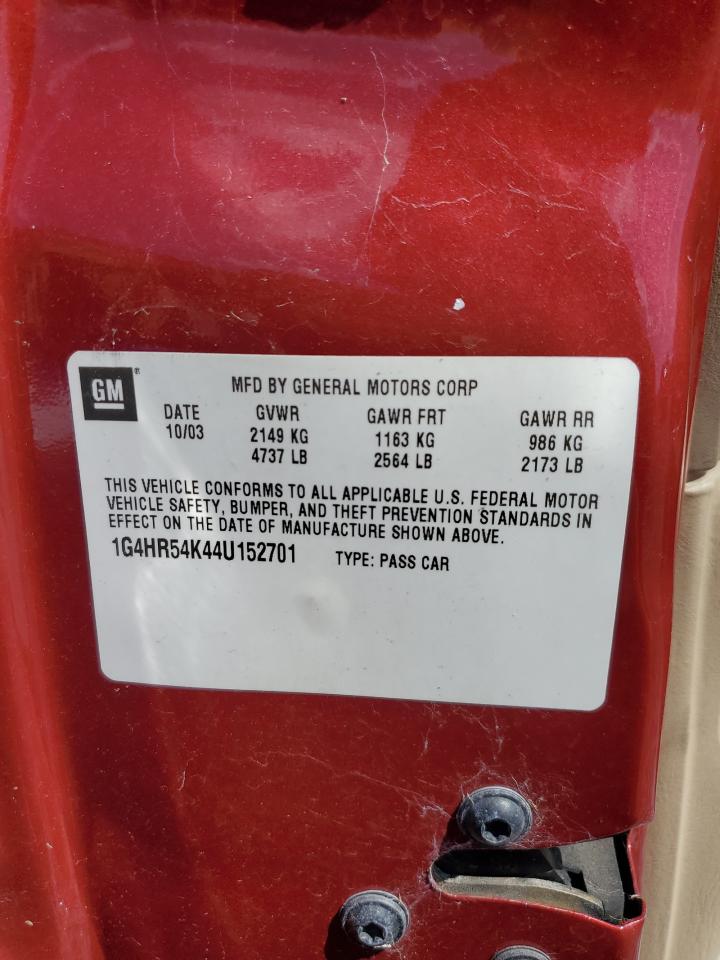 GM® MFD BY GENERAL MOTORS CORP
DATE GVWR GAWR FRT GAWR RR
10/03 2149 KG 1163 KG 986 KG
4737 LB 2564 LB 2173 LB
THIS VEHICLE CONFORMS TO ALL APPLICABLE U.S. FEDERAL MOTOR
VEHICLE SAFETY, BUMPER, AND THEFT PREVENTION STANDARDS IN
EFFECT ON THE DATE OF MANUFACTURE SHOWN ABOVE.
1G4HR54K44U152701 TYPE: PASS CAR